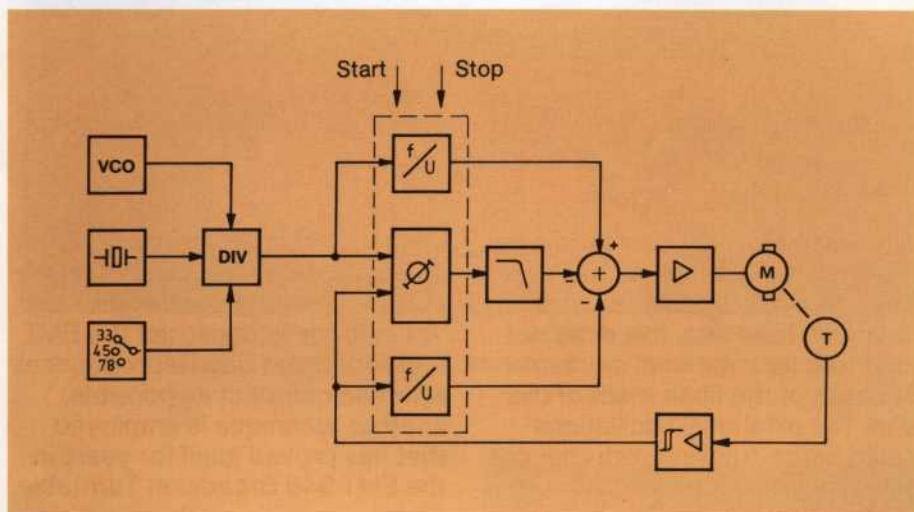 Start Stop
f/U
VCO
DIV
+
-
+
-
M
33
45
78
T
f/U